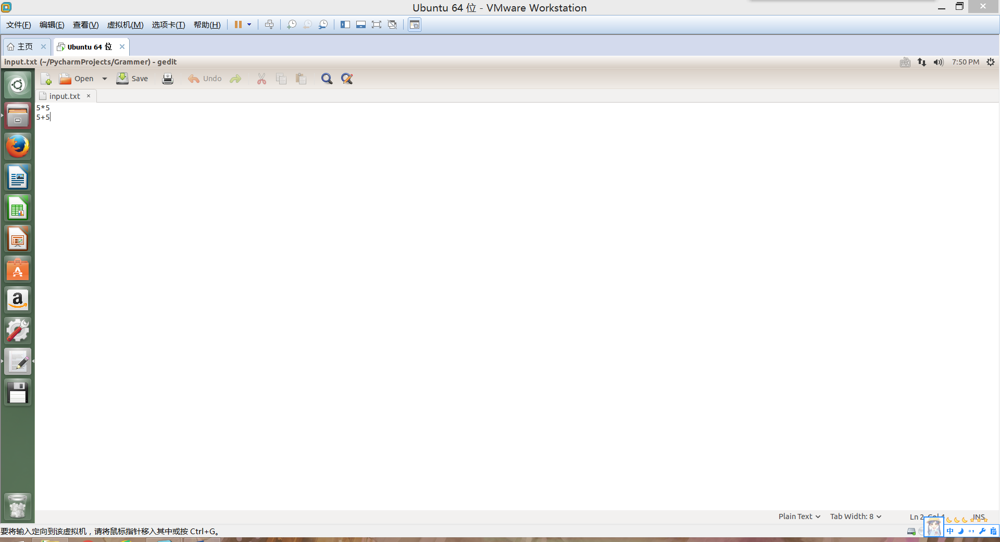 Ubuntu 64 位 - VMware Workstation
文件(F) 编辑(E) 查看(V) 虚拟机(M) 选项卡(T) 帮助(H)
主页 Ubuntu 64 位
input.txt (~/PycharmProjects/Grammer) - gedit 7:50 PM
Open Save Undo
input.txt
5*5
5+5
Plain Text Tab Width: 8 Ln 2, Col 4 INS
要将输入定向到该虚拟机，请将鼠标指针移入其中或按 Ctrl+G。
中